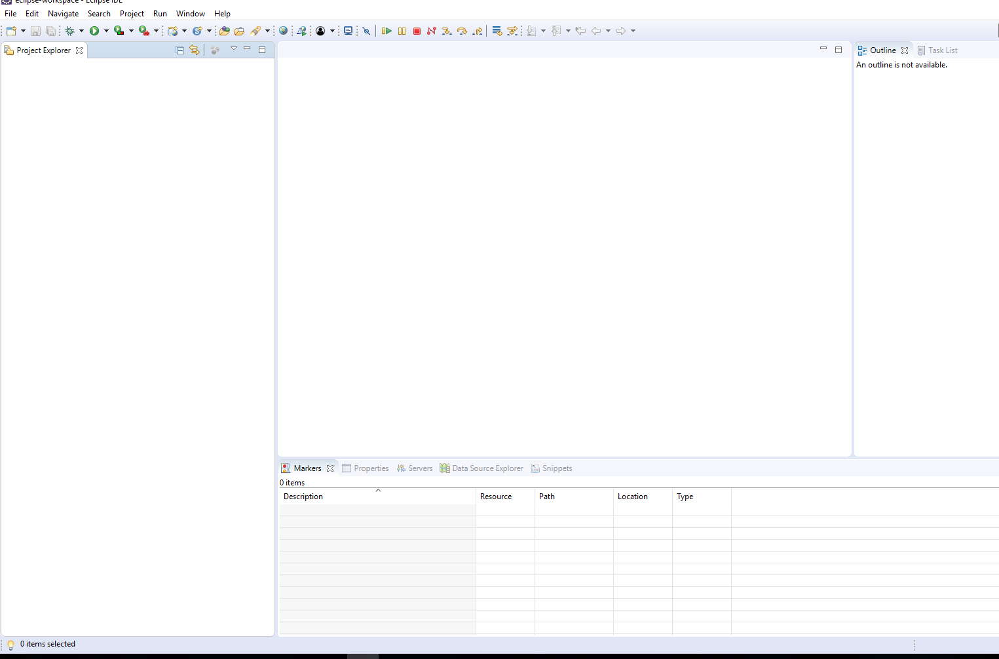 eclipse-workspace - Eclipse IDE
File Edit Navigate Search Project Run Window Help
Project Explorer
Outline Task List
An outline is not available.
Markers Properties Servers Data Source Explorer Snippets
0 items
Description Resource Path Location Type
0 items selected